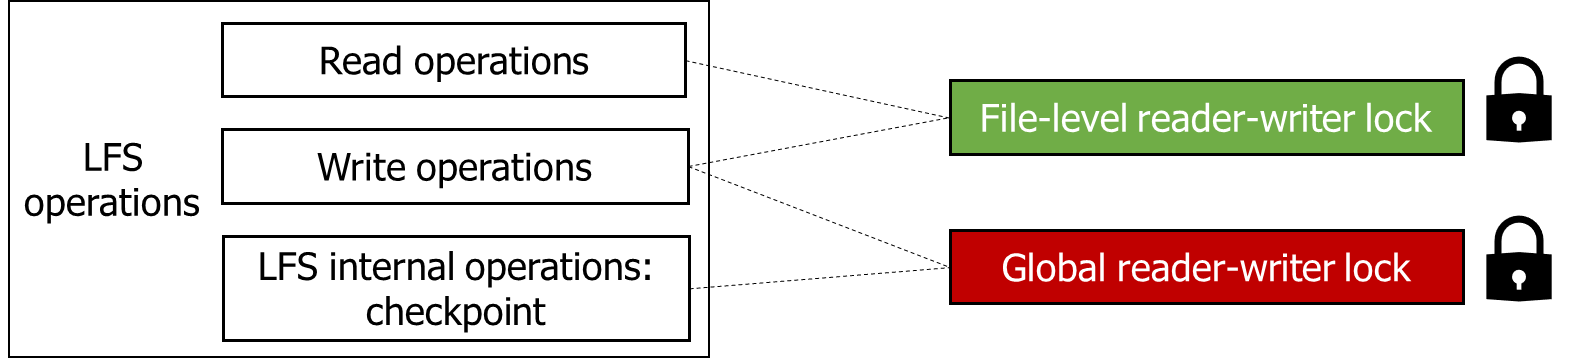 Read operations
File-level reader-writer lock
LFS
operations
Write operations
LFS internal operations:
checkpoint
Global reader-writer lock